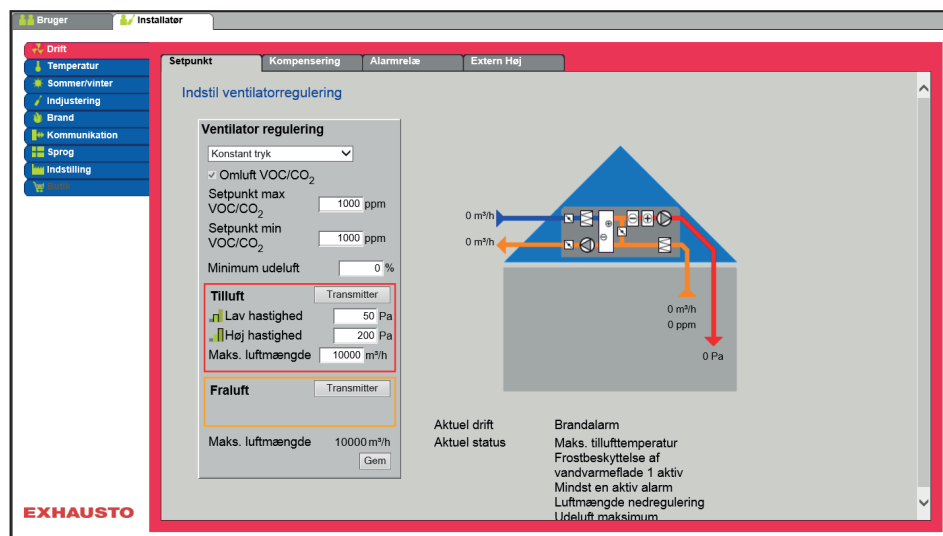 Bruger
Installatør
Drift
Temperatur
Sommer/vinter
Indjustering
Brand
Kommunikation
Sprog
Indstilling
Butik
Setpunkt
Kompensering
Alarmrelæ
Extern Høj
Indstil ventilatorregulering
Ventilator regulering
Konstant tryk
Omluft VOC/CO2
Setpunkt max
VOC/CO2
1000 ppm
Setpunkt min
VOC/CO2
1000 ppm
Minimum udeluft 0 %
Tilluft Transmitter
Lav hastighed 50 Pa
Høj hastighed 200 Pa
Maks. luftmængde 10000 m³/h
Fraluft Transmitter
Maks. luftmængde 10000 m³/h
Gem
0 m³/h
0 m³/h
0 m³/h
0 ppm
0 Pa
Aktuel drift Brandalarm
Aktuel status Maks. tillufttemperatur
Frostbeskyttelse af
vandvarmeflade 1 aktiv
Mindst en aktiv alarm
Luftmængde nedregulering
Udeluft maksimum
EXHAUSTO